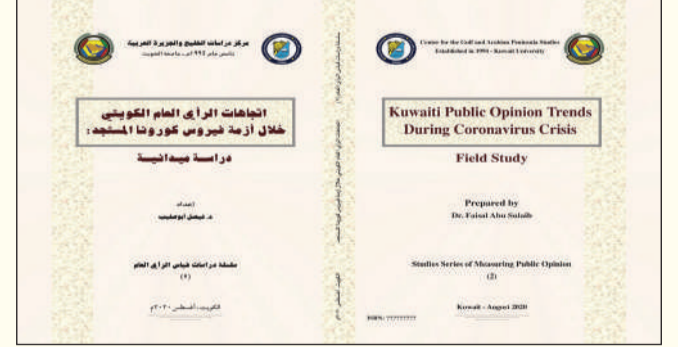 مركز دراسات الخليج والجزيرة العربية
Center for the Gulf and Arabian Peninsula Studies
Established in 1994 - Kuwait University
اتجاهات الرأي العام الكويتي
خلال أزمة فيروس كورونا المستجد:
دراسة ميدانية
إعداد
د. فيصل أبوصليب
سلسلة دراسات قياس الرأي العام
(٢)
الكويت، أغسطس ٢٠٢٠م
Kuwaiti Public Opinion Trends
During Coronavirus Crisis
Field Study
Prepared by
Dr. Faisal Abu Sulaib
Studies Series of Measuring Public Opinion
(2)
Kuwait - August 2020
ISBN: ?????????